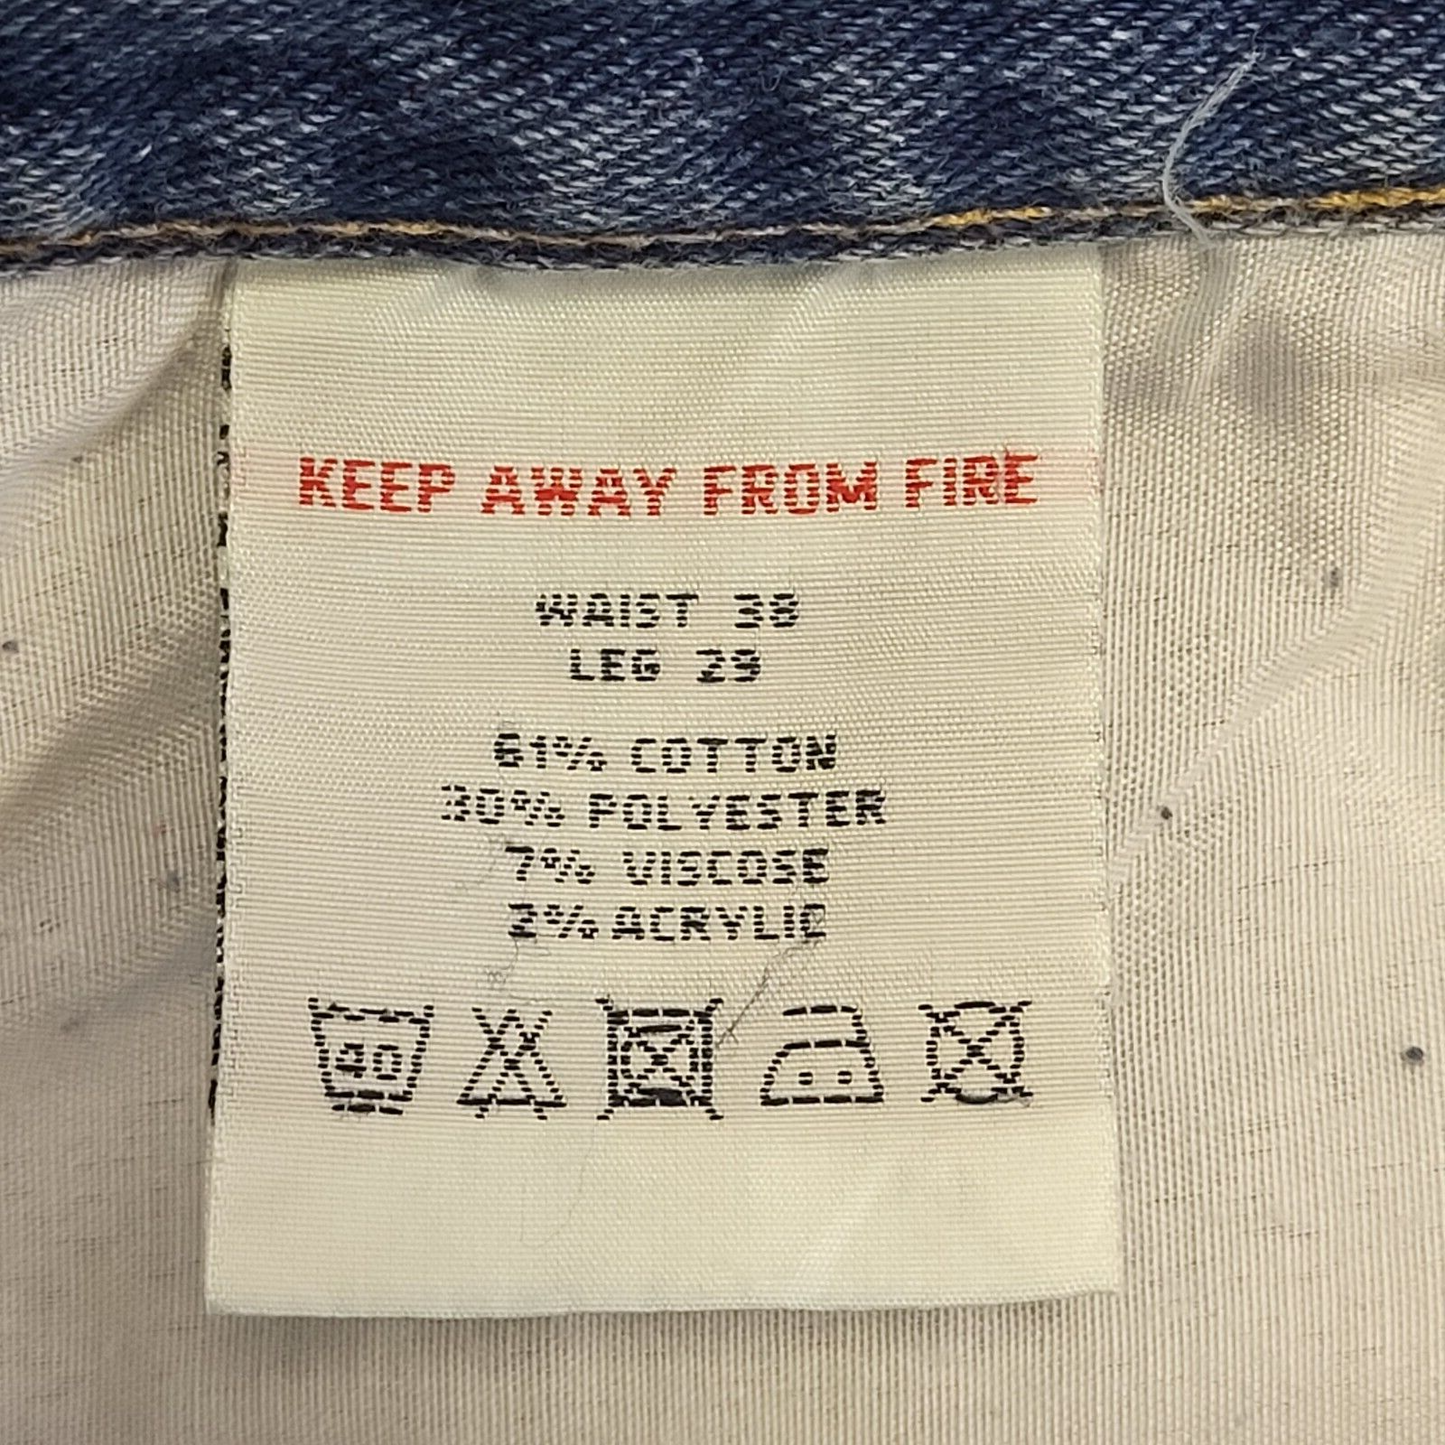 KEEP AWAY FROM FIRE
WAIST 38
LEG 29
61% COTTON
30% POLYESTER
7% VISCOSE
2% ACRYLIC
40